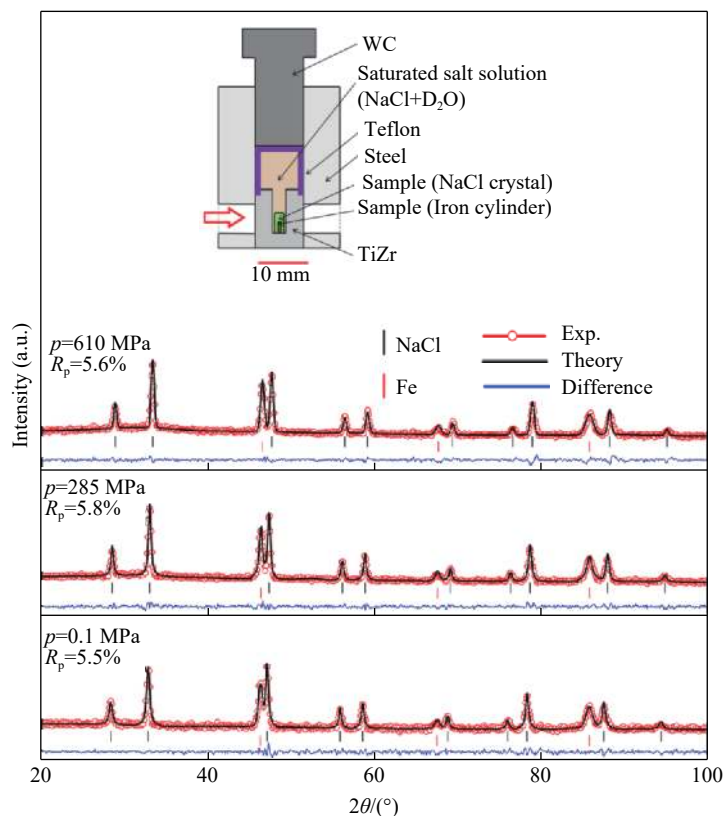 WC
Saturated salt solution
(NaCl+D₂O)
Teflon
Steel
Sample (NaCl crystal)
Sample (Iron cylinder)
TiZr
10 mm
Intensity (a.u.)
p=610 MPa
Rₚ=5.6%
NaCl
Fe
Exp.
Theory
Difference
p=285 MPa
Rₚ=5.8%
p=0.1 MPa
Rₚ=5.5%
20 40 60 80 100
2θ/(°)